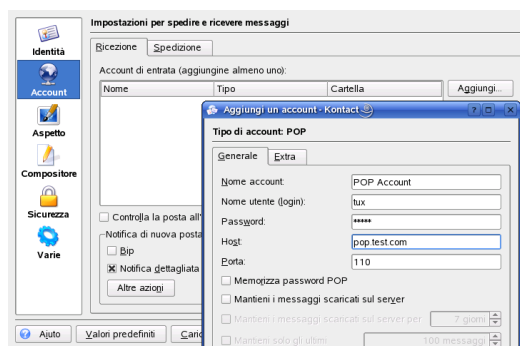 Impostazioni per spedire e ricevere messaggi
Identità
Account
Aspetto
Compositore
Sicurezza
Varie
Ricezione Spedizione
Account di entrata (aggiungine almeno uno):
Nome Tipo Cartella
Aggiungi...
Controlla la posta all'
Notifica di nuova posta
Bip
Notifica dettagliata
Altre azioni
Aiuto Valori predefiniti
Aggiungi un account - Kontact
Tipo di account: POP
Generale Extra
Nome account: POP Account
Nome utente (login): tux
Password: *****
Host: pop.test.com
Porta: 110
Memorizza password POP
Mantieni i messaggi scaricati sul server
Mantieni i messaggi scaricati sul server per 7 giorni
Mantieni solo gli ultimi 100 messaggi